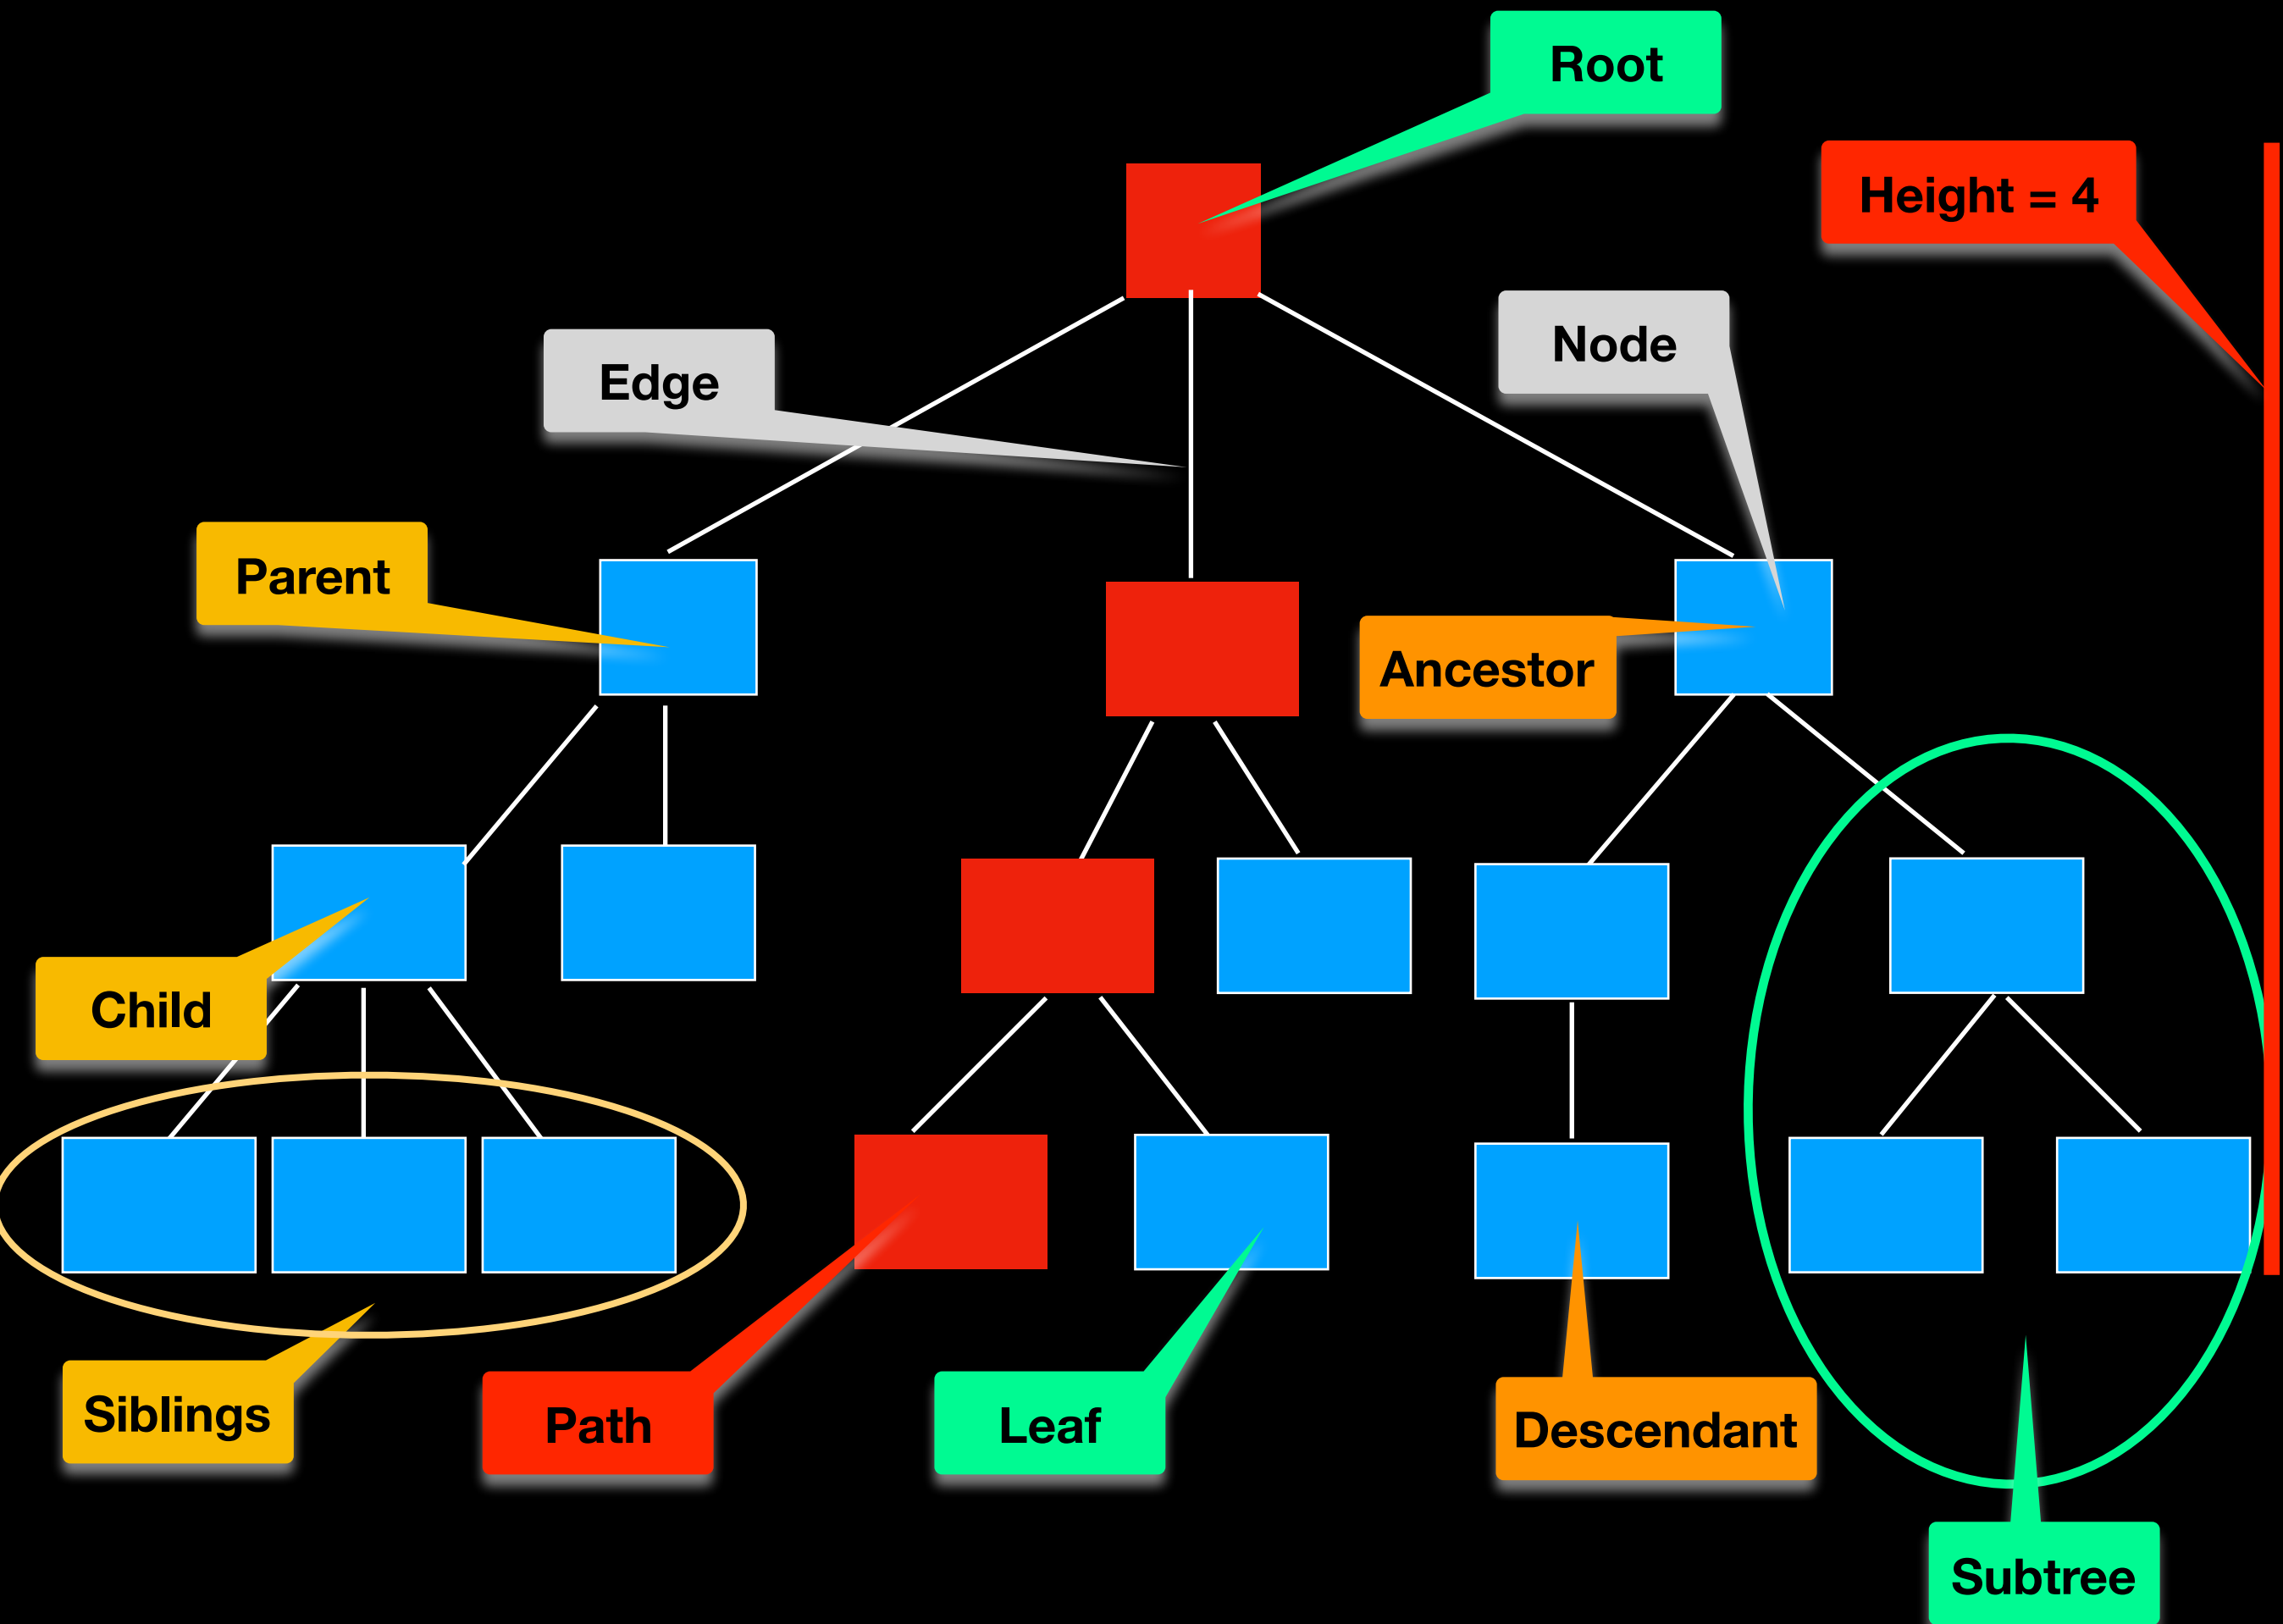 Root
Height = 4
Node
Edge
Parent
Ancestor
Child
Siblings
Path
Leaf
Descendant
Subtree